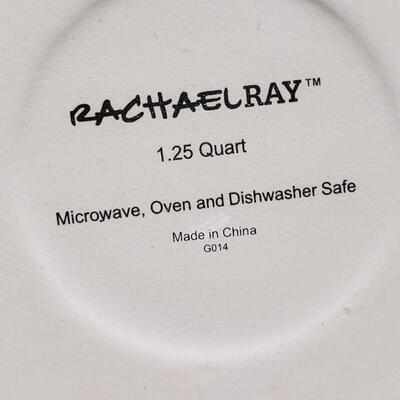 RACHAELRAY™
1.25 Quart
Microwave, Oven and Dishwasher Safe
Made in China
G014